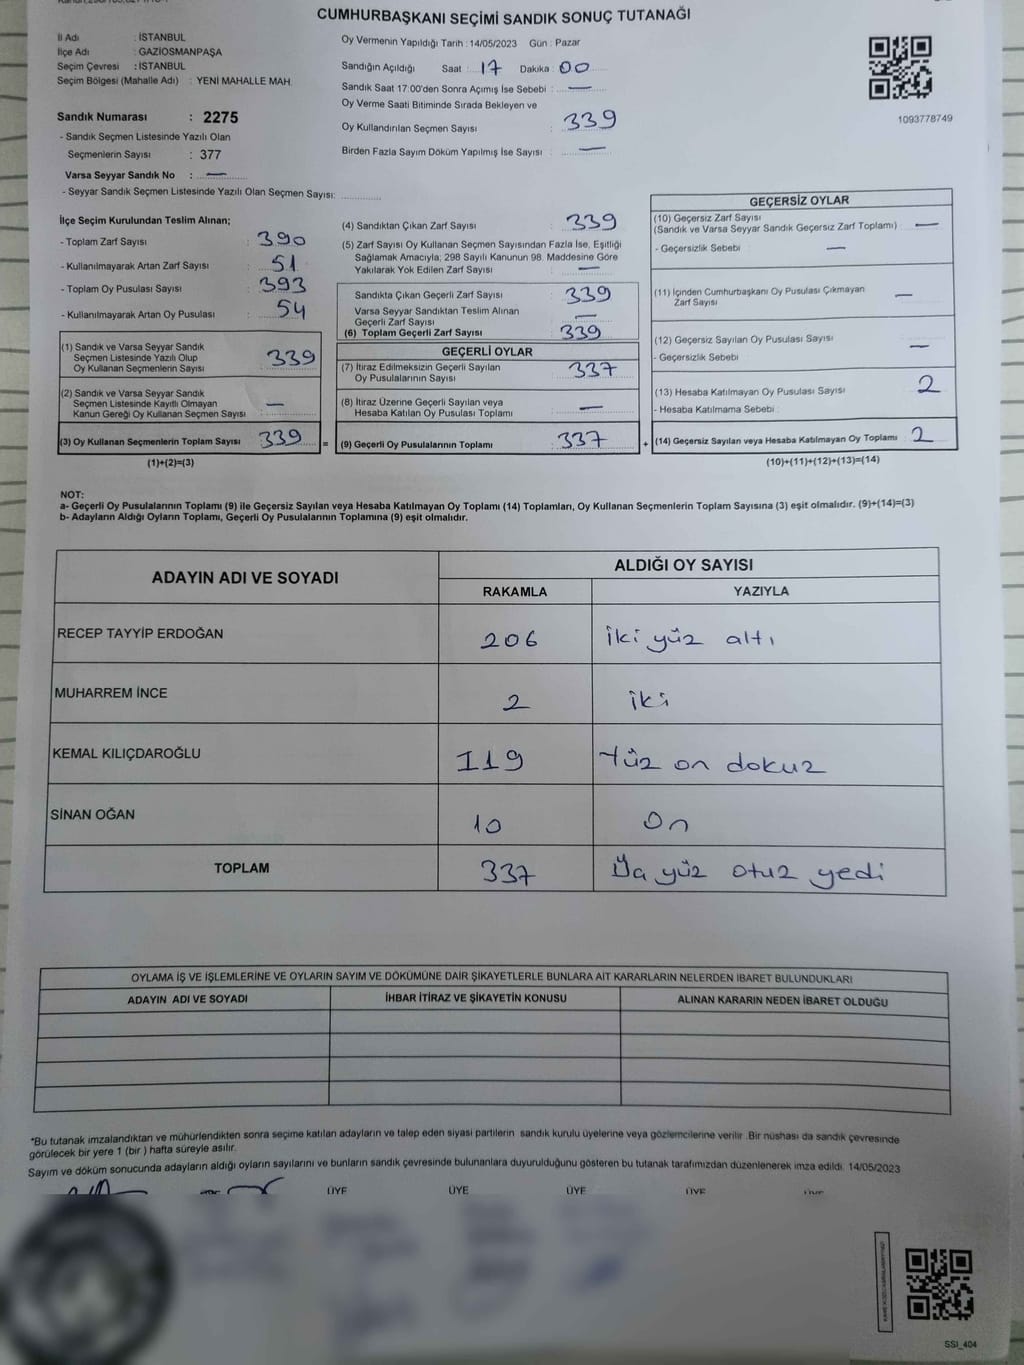 CUMHURBAŞKANI SEÇİMİ SANDIK SONUÇ TUTANAĞI
İl Adı : İSTANBUL
İlçe Adı : GAZİOSMANPAŞA
Seçim Çevresi : İSTANBUL
Seçim Bölgesi (Mahalle Adı) : YENİ MAHALLE MAH.
Sandık Numarası : 2275
- Sandık Seçmen Listesinde Yazılı Olan
Seçmenlerin Sayısı : 377
Varsa Seyyar Sandık No : —
- Seyyar Sandık Seçmen Listesinde Yazılı Olan Seçmen Sayısı:
Oy Vermenin Yapıldığı Tarih : 14/05/2023 Gün : Pazar
Sandığın Açıldığı Saat : 17 Dakika : 00
Sandık Saat 17:00'den Sonra Açımış İse Sebebi : —
Oy Verme Saati Bitiminde Sırada Bekleyen ve
Oy Kullandırılan Seçmen Sayısı : 339
Birden Fazla Sayım Döküm Yapılmış İse Sayısı : —
1093778749
İlçe Seçim Kurulundan Teslim Alınan;
- Toplam Zarf Sayısı : 390
- Kullanılmayarak Artan Zarf Sayısı : 51
- Toplam Oy Pusulası Sayısı : 393
- Kullanılmayarak Artan Oy Pusulası : 54
(1) Sandık ve Varsa Seyyar Sandık
Seçmen Listesinde Yazılı Olup
Oy Kullanan Seçmenlerin Sayısı : 339
(2) Sandık ve Varsa Seyyar Sandık
Seçmen Listesinde Kayıtlı Olmayan
Kanun Gereği Oy Kullanan Seçmen Sayısı : —
(3) Oy Kullanan Seçmenlerin Toplam Sayısı : 339 =
(1)+(2)=(3)
(4) Sandıktan Çıkan Zarf Sayısı : 339
(5) Zarf Sayısı Oy Kullanan Seçmen Sayısından Fazla İse, Eşitliği
Sağlamak Amacıyla; 298 Sayılı Kanunun 98. Maddesine Göre
Yakılarak Yok Edilen Zarf Sayısı : —
Sandıkta Çıkan Geçerli Zarf Sayısı : 339
Varsa Seyyar Sandıktan Teslim Alınan
Geçerli Zarf Sayısı : —
(6) Toplam Geçerli Zarf Sayısı : 339
GEÇERLİ OYLAR
(7) İtiraz Edilmeksizin Geçerli Sayılan
Oy Pusulalarının Sayısı : 337
(8) İtiraz Üzerine Geçerli Sayılan veya
Hesaba Katılan Oy Pusulası Toplamı : —
(9) Geçerli Oy Pusulalarının Toplamı : 337 +
GEÇERSİZ OYLAR
(10) Geçersiz Zarf Sayısı
(Sandık ve Varsa Seyyar Sandık Geçersiz Zarf Toplamı) : —
- Geçersizlik Sebebi : —
(11) İçinden Cumhurbaşkanı Oy Pusulası Çıkmayan
Zarf Sayısı : —
(12) Geçersiz Sayılan Oy Pusulası Sayısı : —
- Geçersizlik Sebebi :
(13) Hesaba Katılmayan Oy Pusulası Sayısı : 2
- Hesaba Katılmama Sebebi :
(14) Geçersiz Sayılan veya Hesaba Katılmayan Oy Toplamı : 2
(10)+(11)+(12)+(13)=(14)
NOT:
a- Geçerli Oy Pusulalarının Toplamı (9) ile Geçersiz Sayılan veya Hesaba Katılmayan Oy Toplamı (14) Toplamları, Oy Kullanan Seçmenlerin Toplam Sayısına (3) eşit olmalıdır. (9)+(14)=(3)
b- Adayların Aldığı Oyların Toplamı, Geçerli Oy Pusulalarının Toplamına (9) eşit olmalıdır.
ADAYIN ADI VE SOYADI
ALDIĞI OY SAYISI
RAKAMLA YAZIYLA
RECEP TAYYİP ERDOĞAN 206 iki yüz altı
MUHARREM İNCE 2 iki
KEMAL KILIÇDAROĞLU 119 Yüz on dokuz
SİNAN OĞAN 10 On
TOPLAM 337 yüz otuz yedi
OYLAMA İŞ VE İŞLEMLERİNE VE OYLARIN SAYIM VE DÖKÜMÜNE DAİR ŞİKAYETLERLE BUNLARA AİT KARARLARIN NELERDEN İBARET BULUNDUKLARI
ADAYIN ADI VE SOYADI İHBAR İTİRAZ VE ŞİKAYETİN KONUSU ALINAN KARARIN NEDEN İBARET OLDUĞU
*Bu tutanak imzalandıktan ve mühürlendikten sonra seçime katılan adayların ve talep eden siyasi partilerin sandık kurulu üyelerine veya gözlemcilerine verilir. Bir nüshası da sandık çevresinde
görülecek bir yere 1 (bir ) hafta süreyle asılır.
Sayım ve döküm sonucunda adayların aldığı oyların sayılarını ve bunların sandık çevresinde bulunanlara duyurulduğunu gösteren bu tutanak tarafımızdan düzenlenerek imza edildi. 14/05/2023
ÜYE ÜYE ÜYE ÜYE
SSI_404